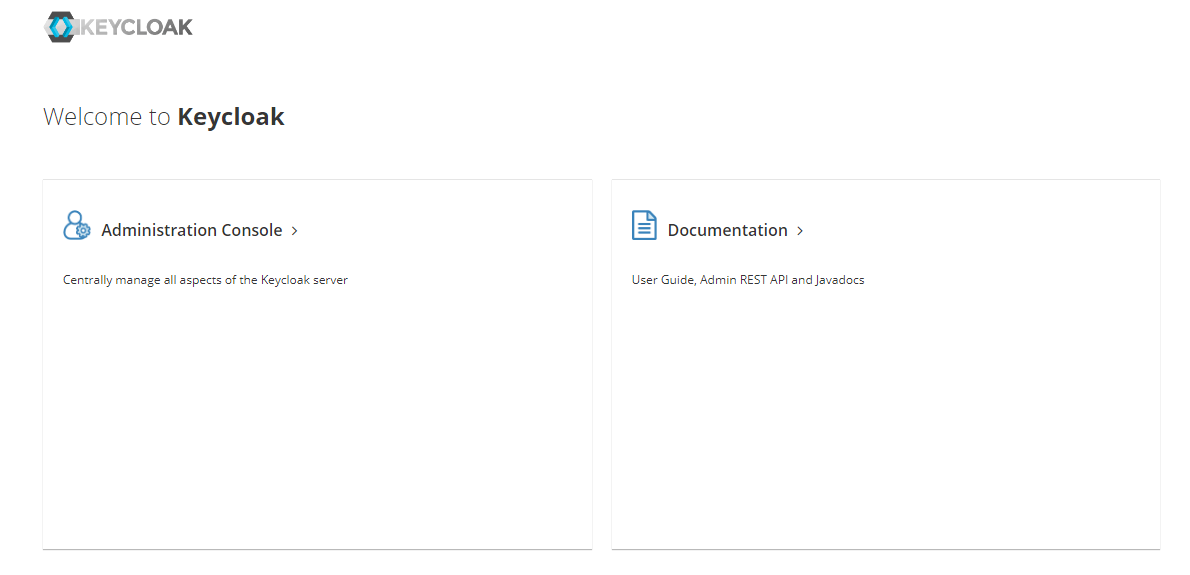 KEYCLOAK
Welcome to Keycloak
Administration Console
Centrally manage all aspects of the Keycloak server
Documentation
User Guide, Admin REST API and Javadocs